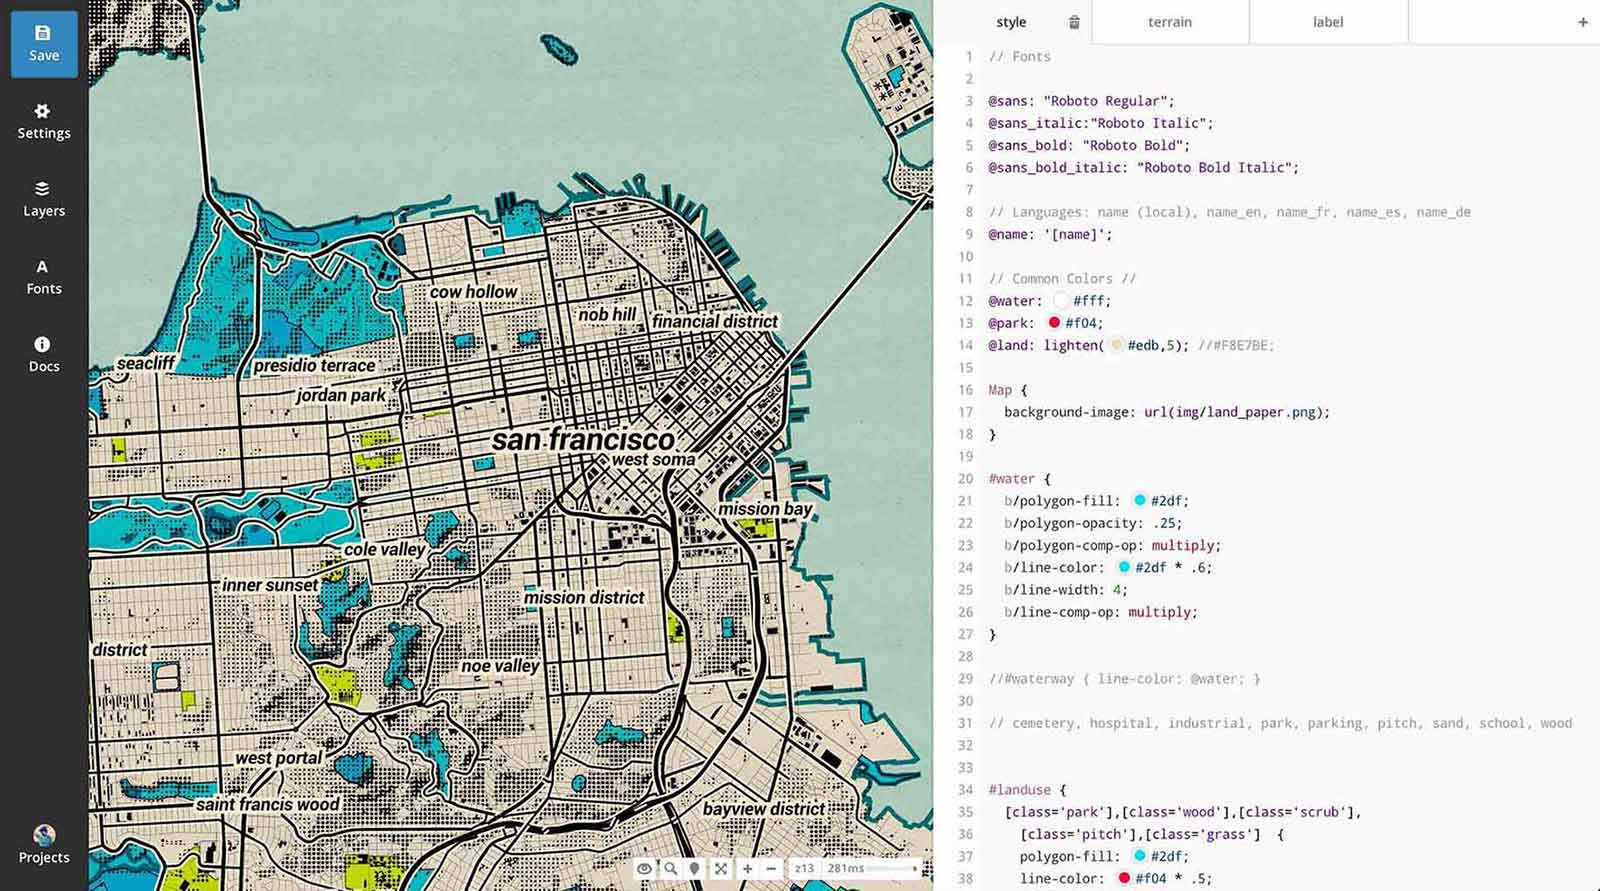 Save
Settings
Layers
A
Fonts
Docs
Projects
cow hollow
nob hill
financial district
seacliff
presidio terrace
jordan park
san francisco
west soma
mission bay
cole valley
inner sunset
mission district
district
noe valley
west portal
saint francis wood
bayview district
z13 281ms
style
terrain
label
+
1 // Fonts
2
3 @sans: "Roboto Regular";
4 @sans_italic:"Roboto Italic";
5 @sans_bold: "Roboto Bold";
6 @sans_bold_italic: "Roboto Bold Italic";
7
8 // Languages: name (local), name_en, name_fr, name_es, name_de
9 @name: '[name]';
10
11 // Common Colors //
12 @water: #fff;
13 @park: #f04;
14 @land: lighten( #edb,5); //#F8E7BE;
15
16 Map {
17 background-image: url(img/land_paper.png);
18 }
19
20 #water {
21 b/polygon-fill: #2df;
22 b/polygon-opacity: .25;
23 b/polygon-comp-op: multiply;
24 b/line-color: #2df * .6;
25 b/line-width: 4;
26 b/line-comp-op: multiply;
27 }
28
29 //#waterway { line-color: @water; }
30
31 // cemetery, hospital, industrial, park, parking, pitch, sand, school, wood
32
33
34 #landuse {
35 [class='park'],[class='wood'],[class='scrub'],
36 [class='pitch'],[class='grass'] {
37 polygon-fill: #2df;
38 line-color: #f04 * .5;